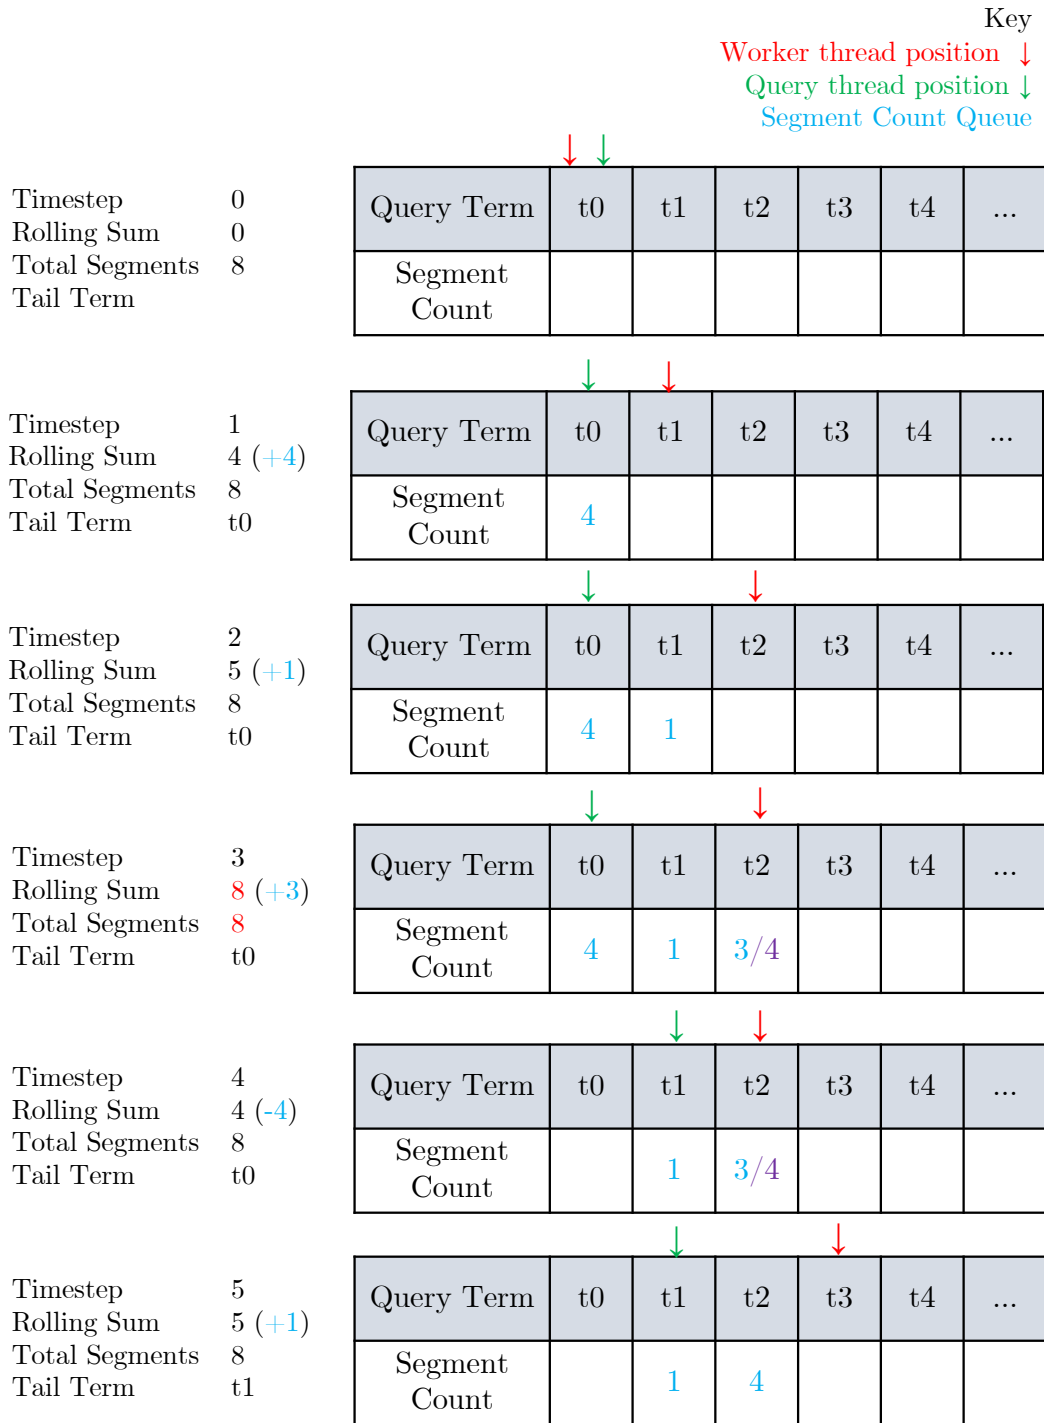 Key
Worker thread position ↓
Query thread position ↓
Segment Count Queue
Timestep 0
Rolling Sum 0
Total Segments 8
Tail Term
Query Term t0 t1 t2 t3 t4 ...
Segment
Count
Timestep 1
Rolling Sum 4 (+4)
Total Segments 8
Tail Term t0
Query Term t0 t1 t2 t3 t4 ...
Segment
Count
4
Timestep 2
Rolling Sum 5 (+1)
Total Segments 8
Tail Term t0
Query Term t0 t1 t2 t3 t4 ...
Segment
Count
4 1
Timestep 3
Rolling Sum 8 (+3)
Total Segments 8
Tail Term t0
Query Term t0 t1 t2 t3 t4 ...
Segment
Count
4 1 3/4
Timestep 4
Rolling Sum 4 (-4)
Total Segments 8
Tail Term t0
Query Term t0 t1 t2 t3 t4 ...
Segment
Count
1 3/4
Timestep 5
Rolling Sum 5 (+1)
Total Segments 8
Tail Term t1
Query Term t0 t1 t2 t3 t4 ...
Segment
Count
1 4